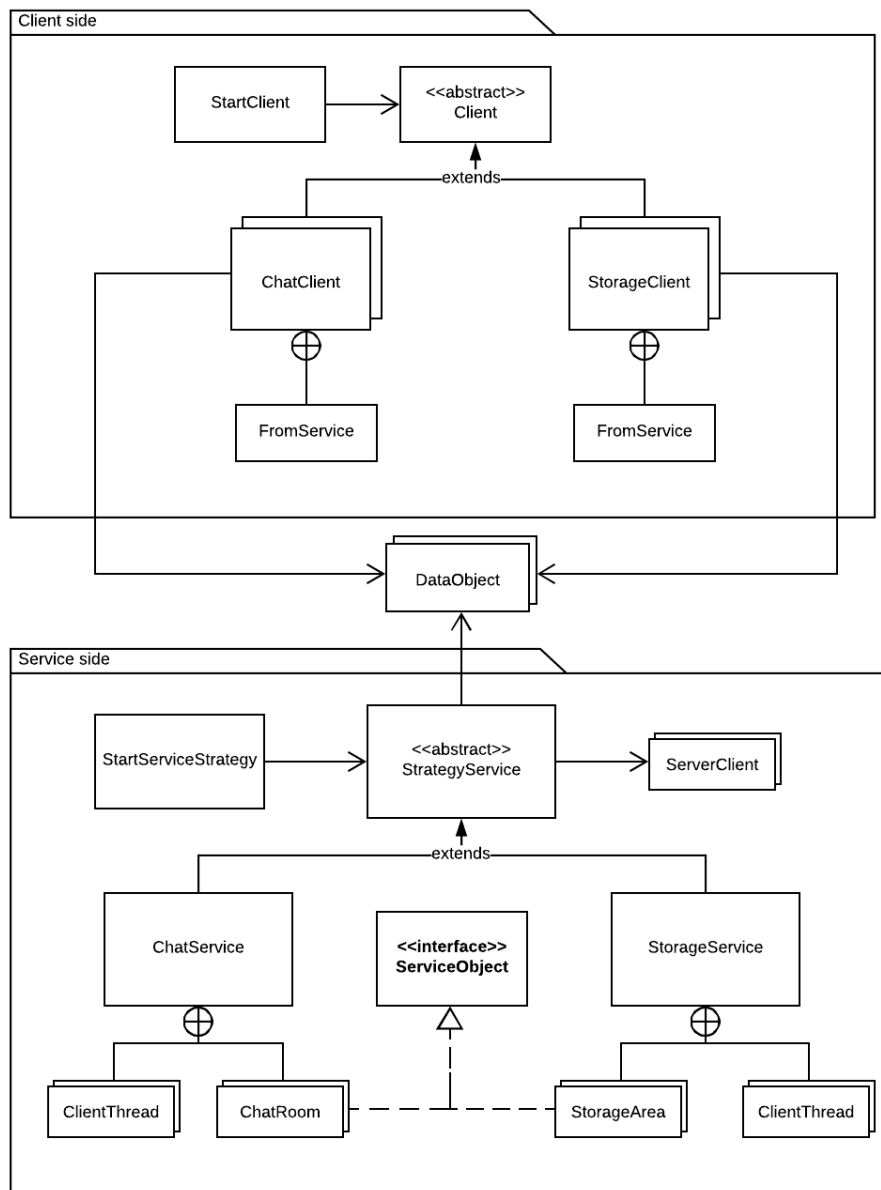 Client side
StartClient
<<abstract>>
Client
extends
ChatClient
StorageClient
FromService
FromService
DataObject
Service side
StartServiceStrategy
<<abstract>>
StrategyService
ServerClient
extends
ChatService
<<interface>>
ServiceObject
StorageService
ClientThread
ChatRoom
StorageArea
ClientThread